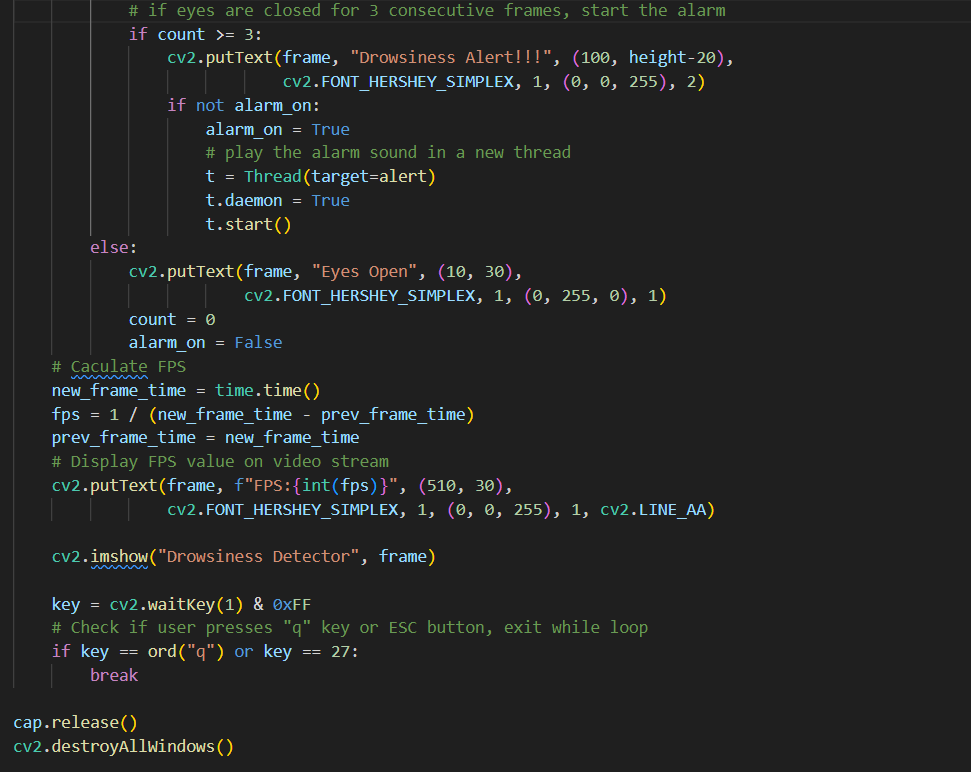 # if eyes are closed for 3 consecutive frames, start the alarm
if count >= 3:
cv2.putText(frame, "Drowsiness Alert!!!", (100, height-20),
cv2.FONT_HERSHEY_SIMPLEX, 1, (0, 0, 255), 2)
if not alarm_on:
alarm_on = True
# play the alarm sound in a new thread
t = Thread(target=alert)
t.daemon = True
t.start()
else:
cv2.putText(frame, "Eyes Open", (10, 30),
cv2.FONT_HERSHEY_SIMPLEX, 1, (0, 255, 0), 1)
count = 0
alarm_on = False
# Caculate FPS
new_frame_time = time.time()
fps = 1 / (new_frame_time - prev_frame_time)
prev_frame_time = new_frame_time
# Display FPS value on video stream
cv2.putText(frame, f"FPS:{int(fps)}", (510, 30),
cv2.FONT_HERSHEY_SIMPLEX, 1, (0, 0, 255), 1, cv2.LINE_AA)
cv2.imshow("Drowsiness Detector", frame)
key = cv2.waitKey(1) & 0xFF
# Check if user presses "q" key or ESC button, exit while loop
if key == ord("q") or key == 27:
break
cap.release()
cv2.destroyAllWindows()